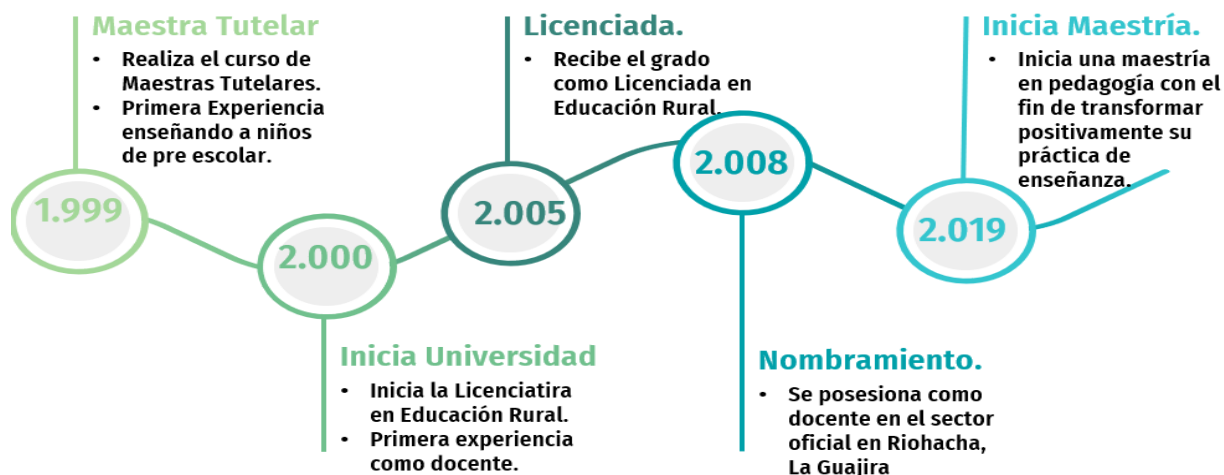 Maestra Tutelar
• Realiza el curso de
Maestras Tutelares.
• Primera Experiencia
enseñando a niños
de pre escolar.
1.999
2.000
Inicia Universidad
• Inicia la Licenciatira
en Educación Rural.
• Primera experiencia
como docente.
Licenciada.
• Recibe el grado
como Licenciada en
Educación Rural.
2.005
2.008
Nombramiento.
• Se posesiona como
docente en el sector
oficial en Riohacha,
La Guajira
Inicia Maestría.
• Inicia una maestría
en pedagogía con el
fin de transformar
positivamente su
práctica de
enseñanza.
2.019